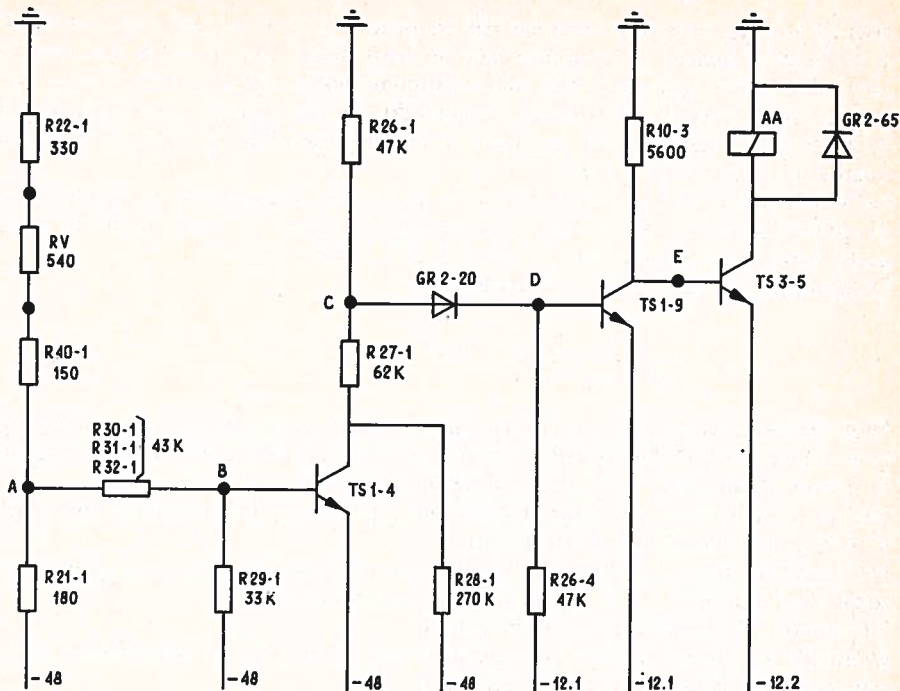 R22-1
330
RV
540
R40-1
150
A
R21-1
180
-48
R30-1
R31-1
R32-1
43 K
B
R29-1
33 K
-48
R26-1
47K
C
R27-1
62 K
TS 1-4
-48
R28-1
270 K
-48
GR 2-20
D
R26-4
47K
-12.1
R10-3
5600
E
TS 1-9
-12.1
AA
GR 2-65
TS 3-5
-12.2